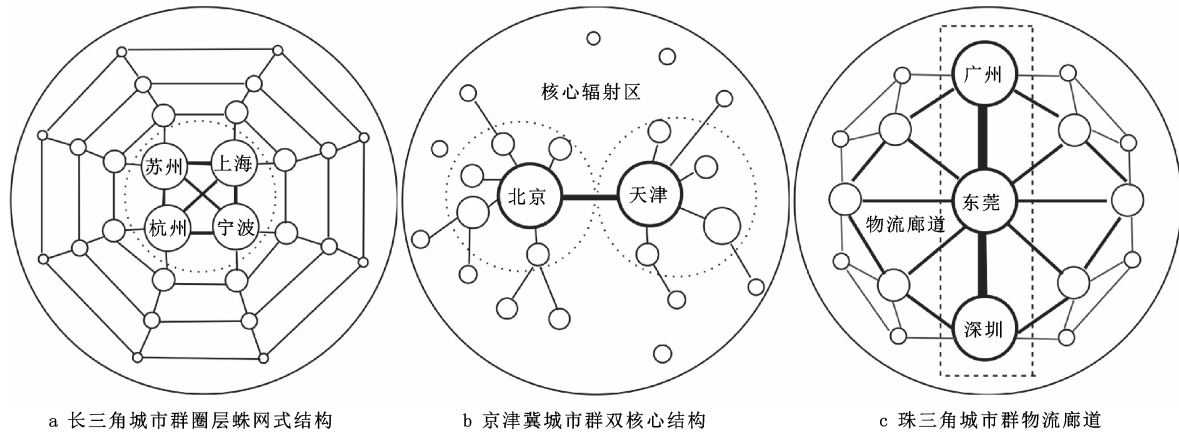 苏州
上海
杭州
宁波
核心辐射区
北京
天津
广州
东莞
物流廊道
深圳
a 长三角城市群圈层蛛网式结构
b 京津冀城市群双核心结构
c 珠三角城市群物流廊道